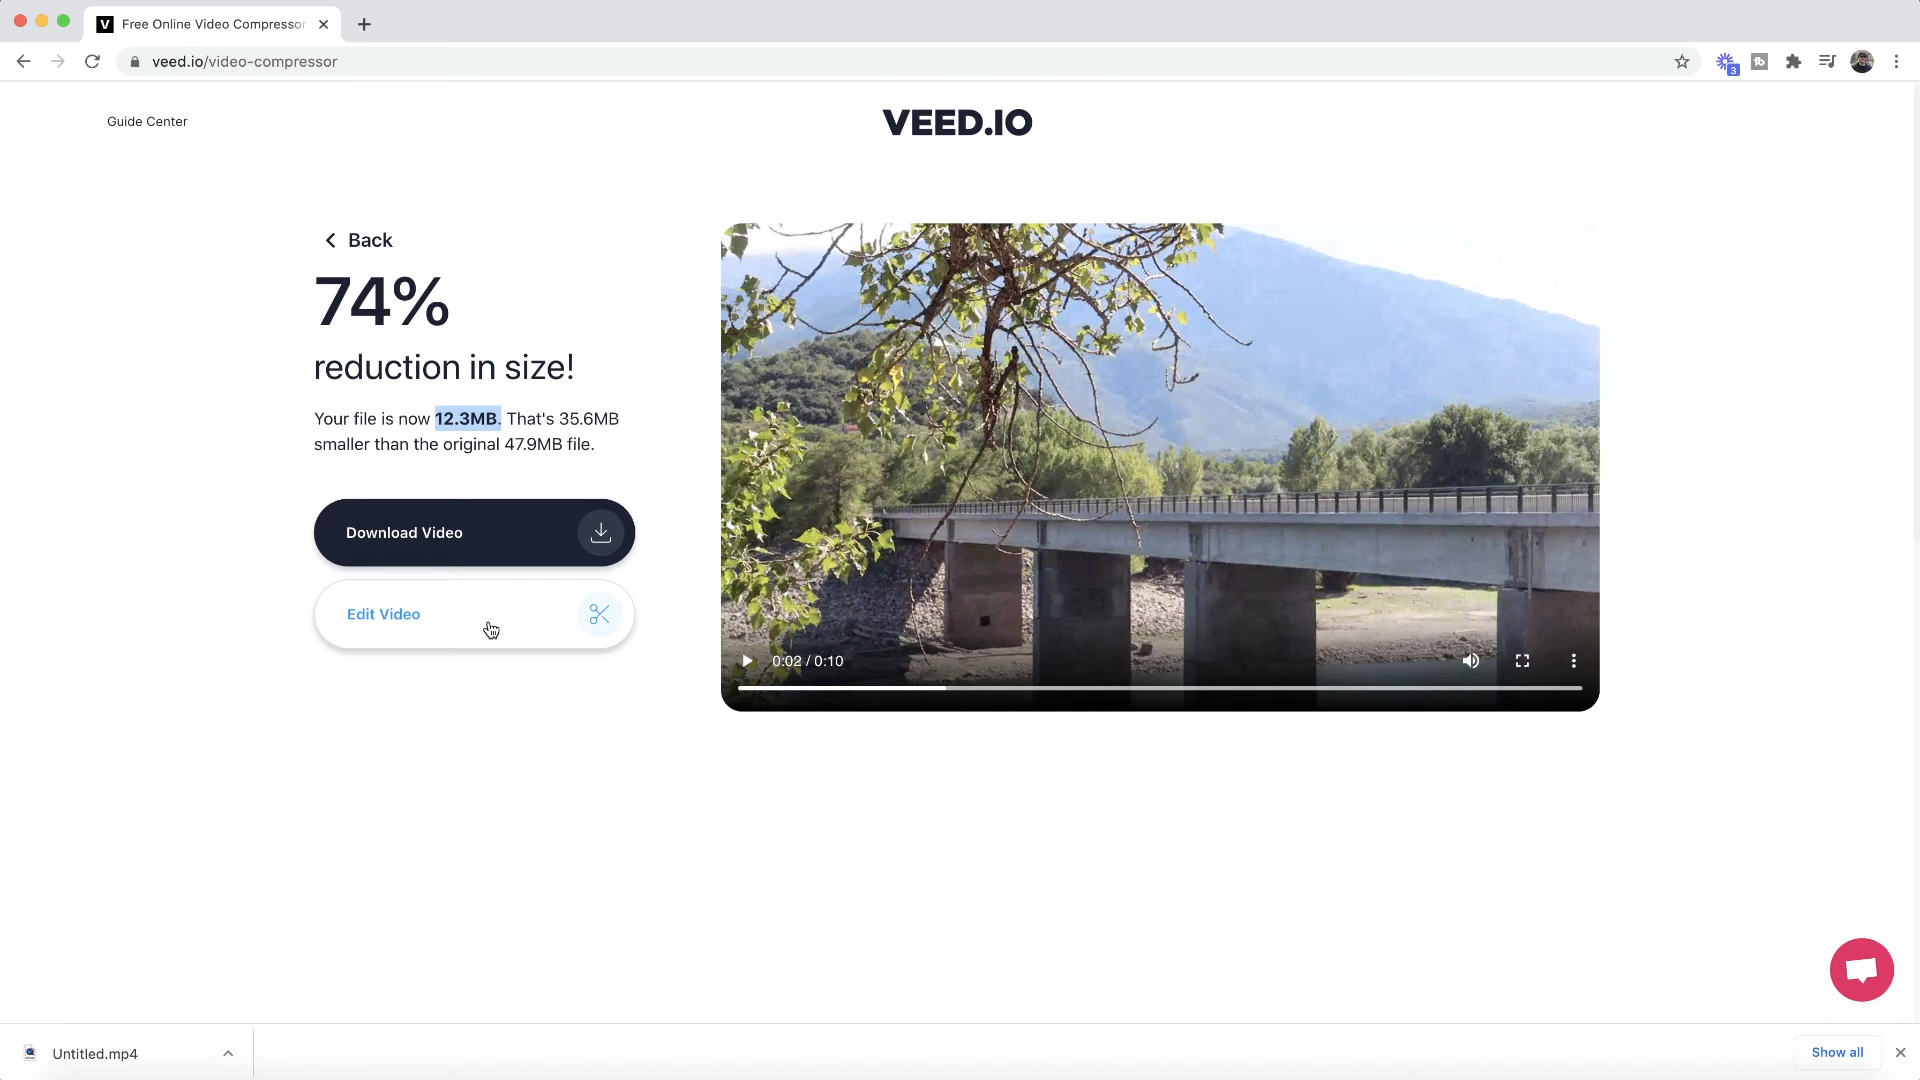 V Free Online Video Compressor
veed.io/video-compressor
3
tb
Guide Center
VEED.IO
Back
74%
reduction in size!
Your file is now 12.3MB. That's 35.6MB
smaller than the original 47.9MB file.
Download Video
Edit Video
0:02 / 0:10
Untitled.mp4
Show all